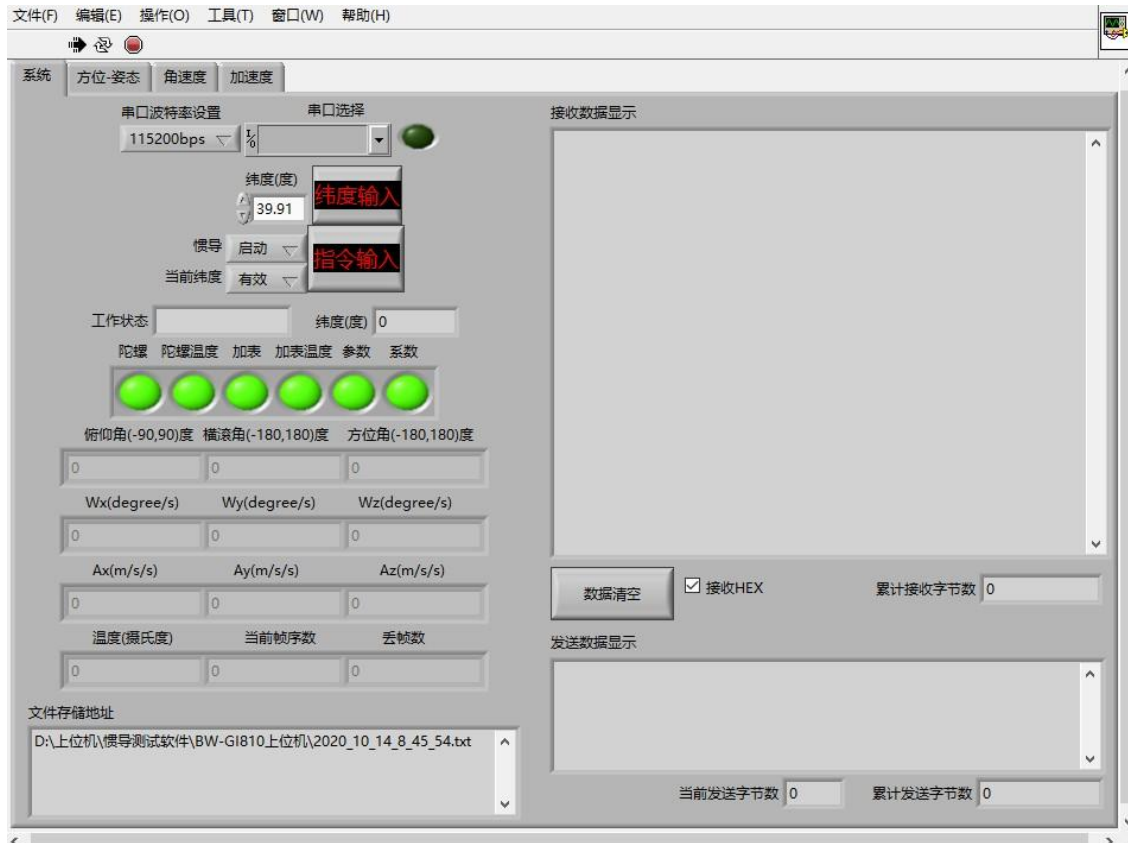 文件(F) 编辑(E) 操作(O) 工具(T) 窗口(W) 帮助(H)
系统 方位-姿态 角速度 加速度
串口波特率设置 串口选择
115200bps
纬度(度)
39.91
纬度输入
惯导 启动
指令输入
当前纬度 有效
工作状态 纬度(度) 0
陀螺 陀螺温度 加表 加表温度 参数 系数
俯仰角(-90,90)度 横滚角(-180,180)度 方位角(-180,180)度
0 0 0
Wx(degree/s) Wy(degree/s) Wz(degree/s)
0 0 0
Ax(m/s/s) Ay(m/s/s) Az(m/s/s)
0 0 0
温度(摄氏度) 当前帧序数 丢帧数
0 0 0
文件存储地址
D:\上位机\惯导测试软件\BW-GI810上位机\2020_10_14_8_45_54.txt
接收数据显示
数据清空 接收HEX 累计接收字节数 0
发送数据显示
当前发送字节数 0 累计发送字节数 0